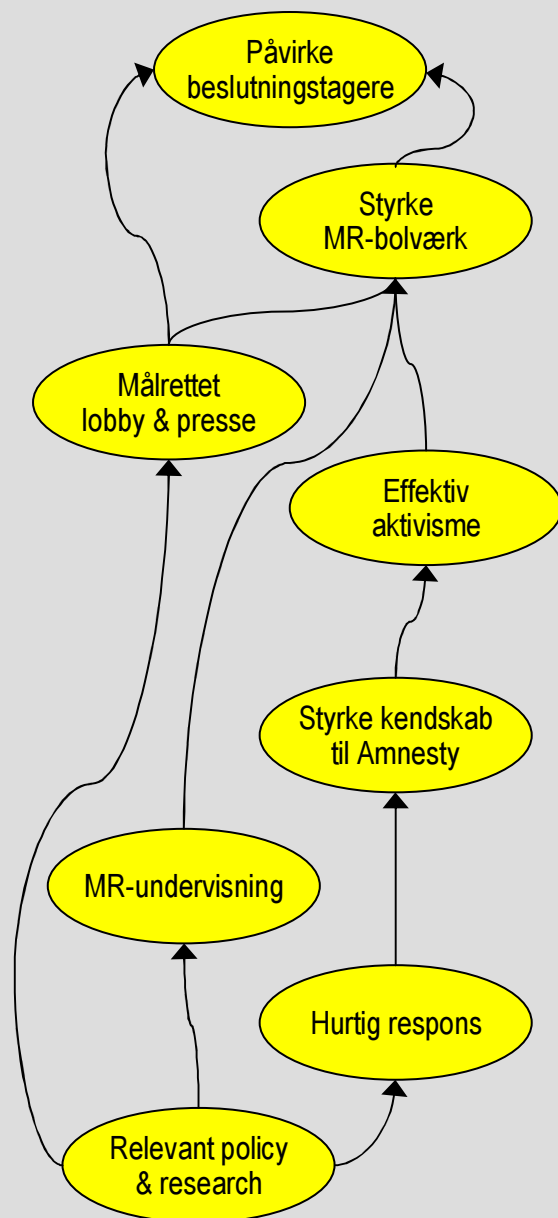 Påvirke
beslutningstagere
Styrke
MR-bolværk
Målrettet
lobby & presse
Effektiv
aktivisme
Styrke kendskab
til Amnesty
MR-undervisning
Hurtig respons
Relevant policy
& research